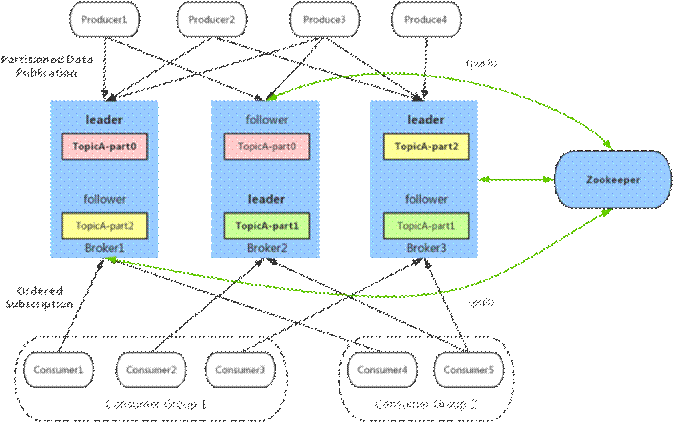 Producer1
Producer2
Produce3
Produce4
Partitioned Data
Publication
leader
TopicA-part0
follower
TopicA-part2
Broker1
follower
TopicA-part0
leader
TopicA-part1
Broker2
leader
TopicA-part2
follower
TopicA-part1
Broker3
Zookeeper
Ordered
Subscription
Consumer1
Consumer2
Consumer3
Consumer Group 1
Consumer4
Consumer5
Consumer Group 2